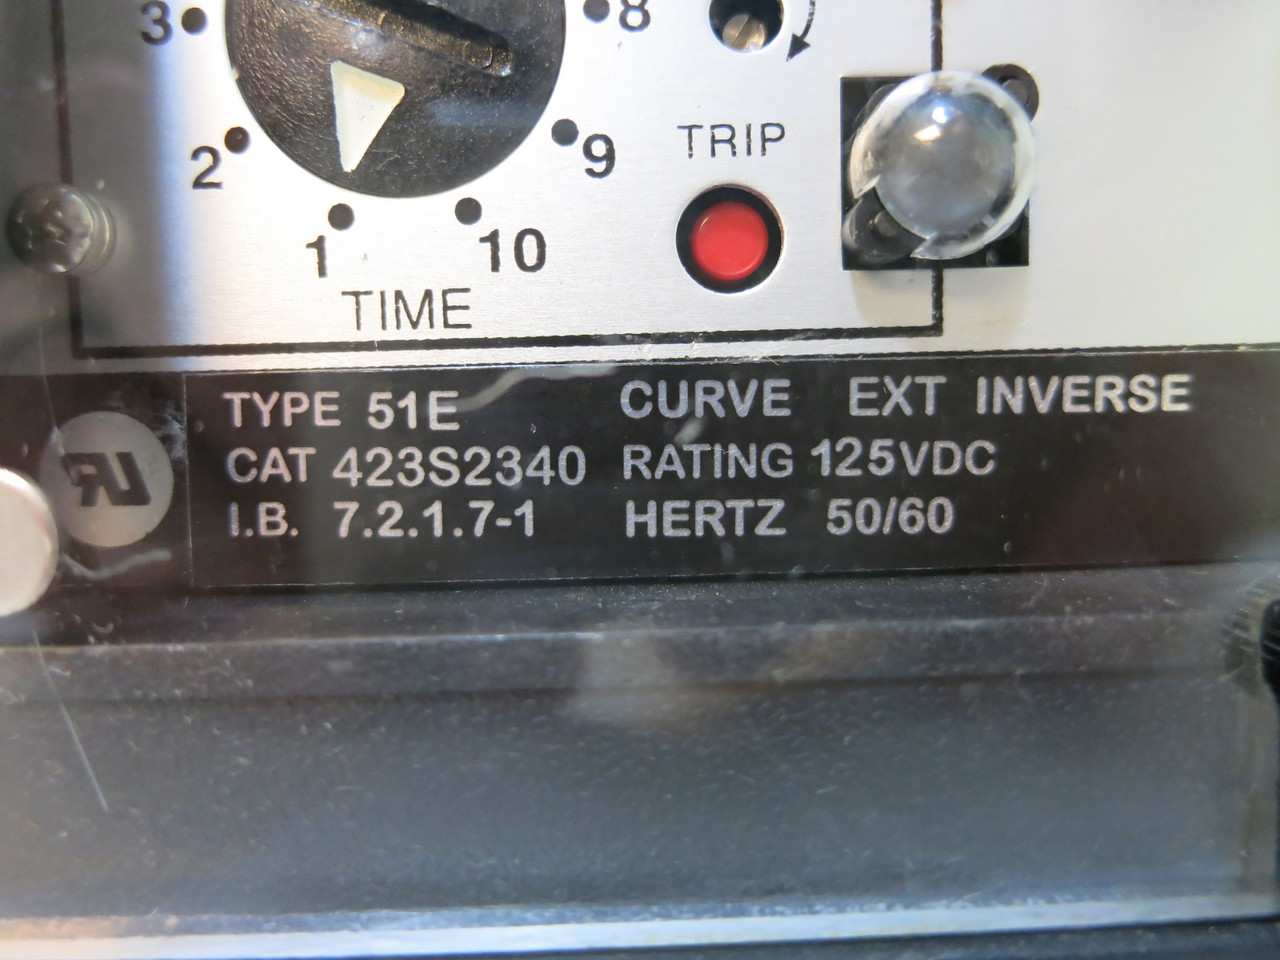 3
8
2
9
TRIP
1
10
TIME
TYPE 51E CURVE EXT INVERSE
CAT 423S2340 RATING 125VDC
I.B. 7.2.1.7-1 HERTZ 50/60